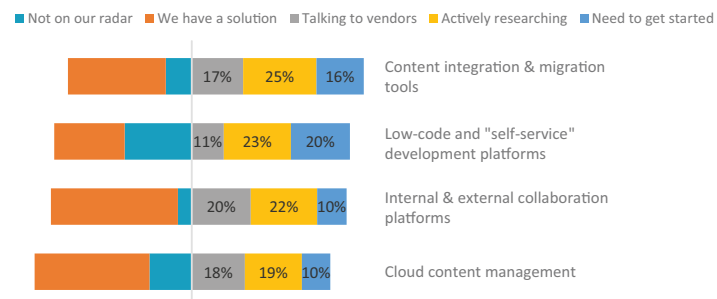 Not on our radar We have a solution Talking to vendors Actively researching Need to get started
17% 25% 16% Content integration & migration
tools
11% 23% 20% Low-code and "self-service"
development platforms
20% 22% 10% Internal & external collaboration
platforms
18% 19% 10% Cloud content management